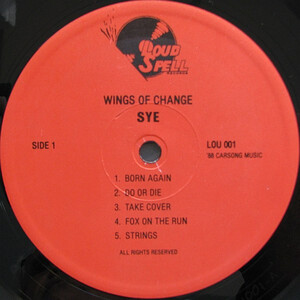 LOUD
SPELL
RECORDS
WINGS OF CHANGE
SYE
SIDE 1
LOU 001
'88 CARSONG MUSIC
1. BORN AGAIN
2. DO OR DIE
3. TAKE COVER
4. FOX ON THE RUN
5. STRINGS
ALL RIGHTS RESERVED